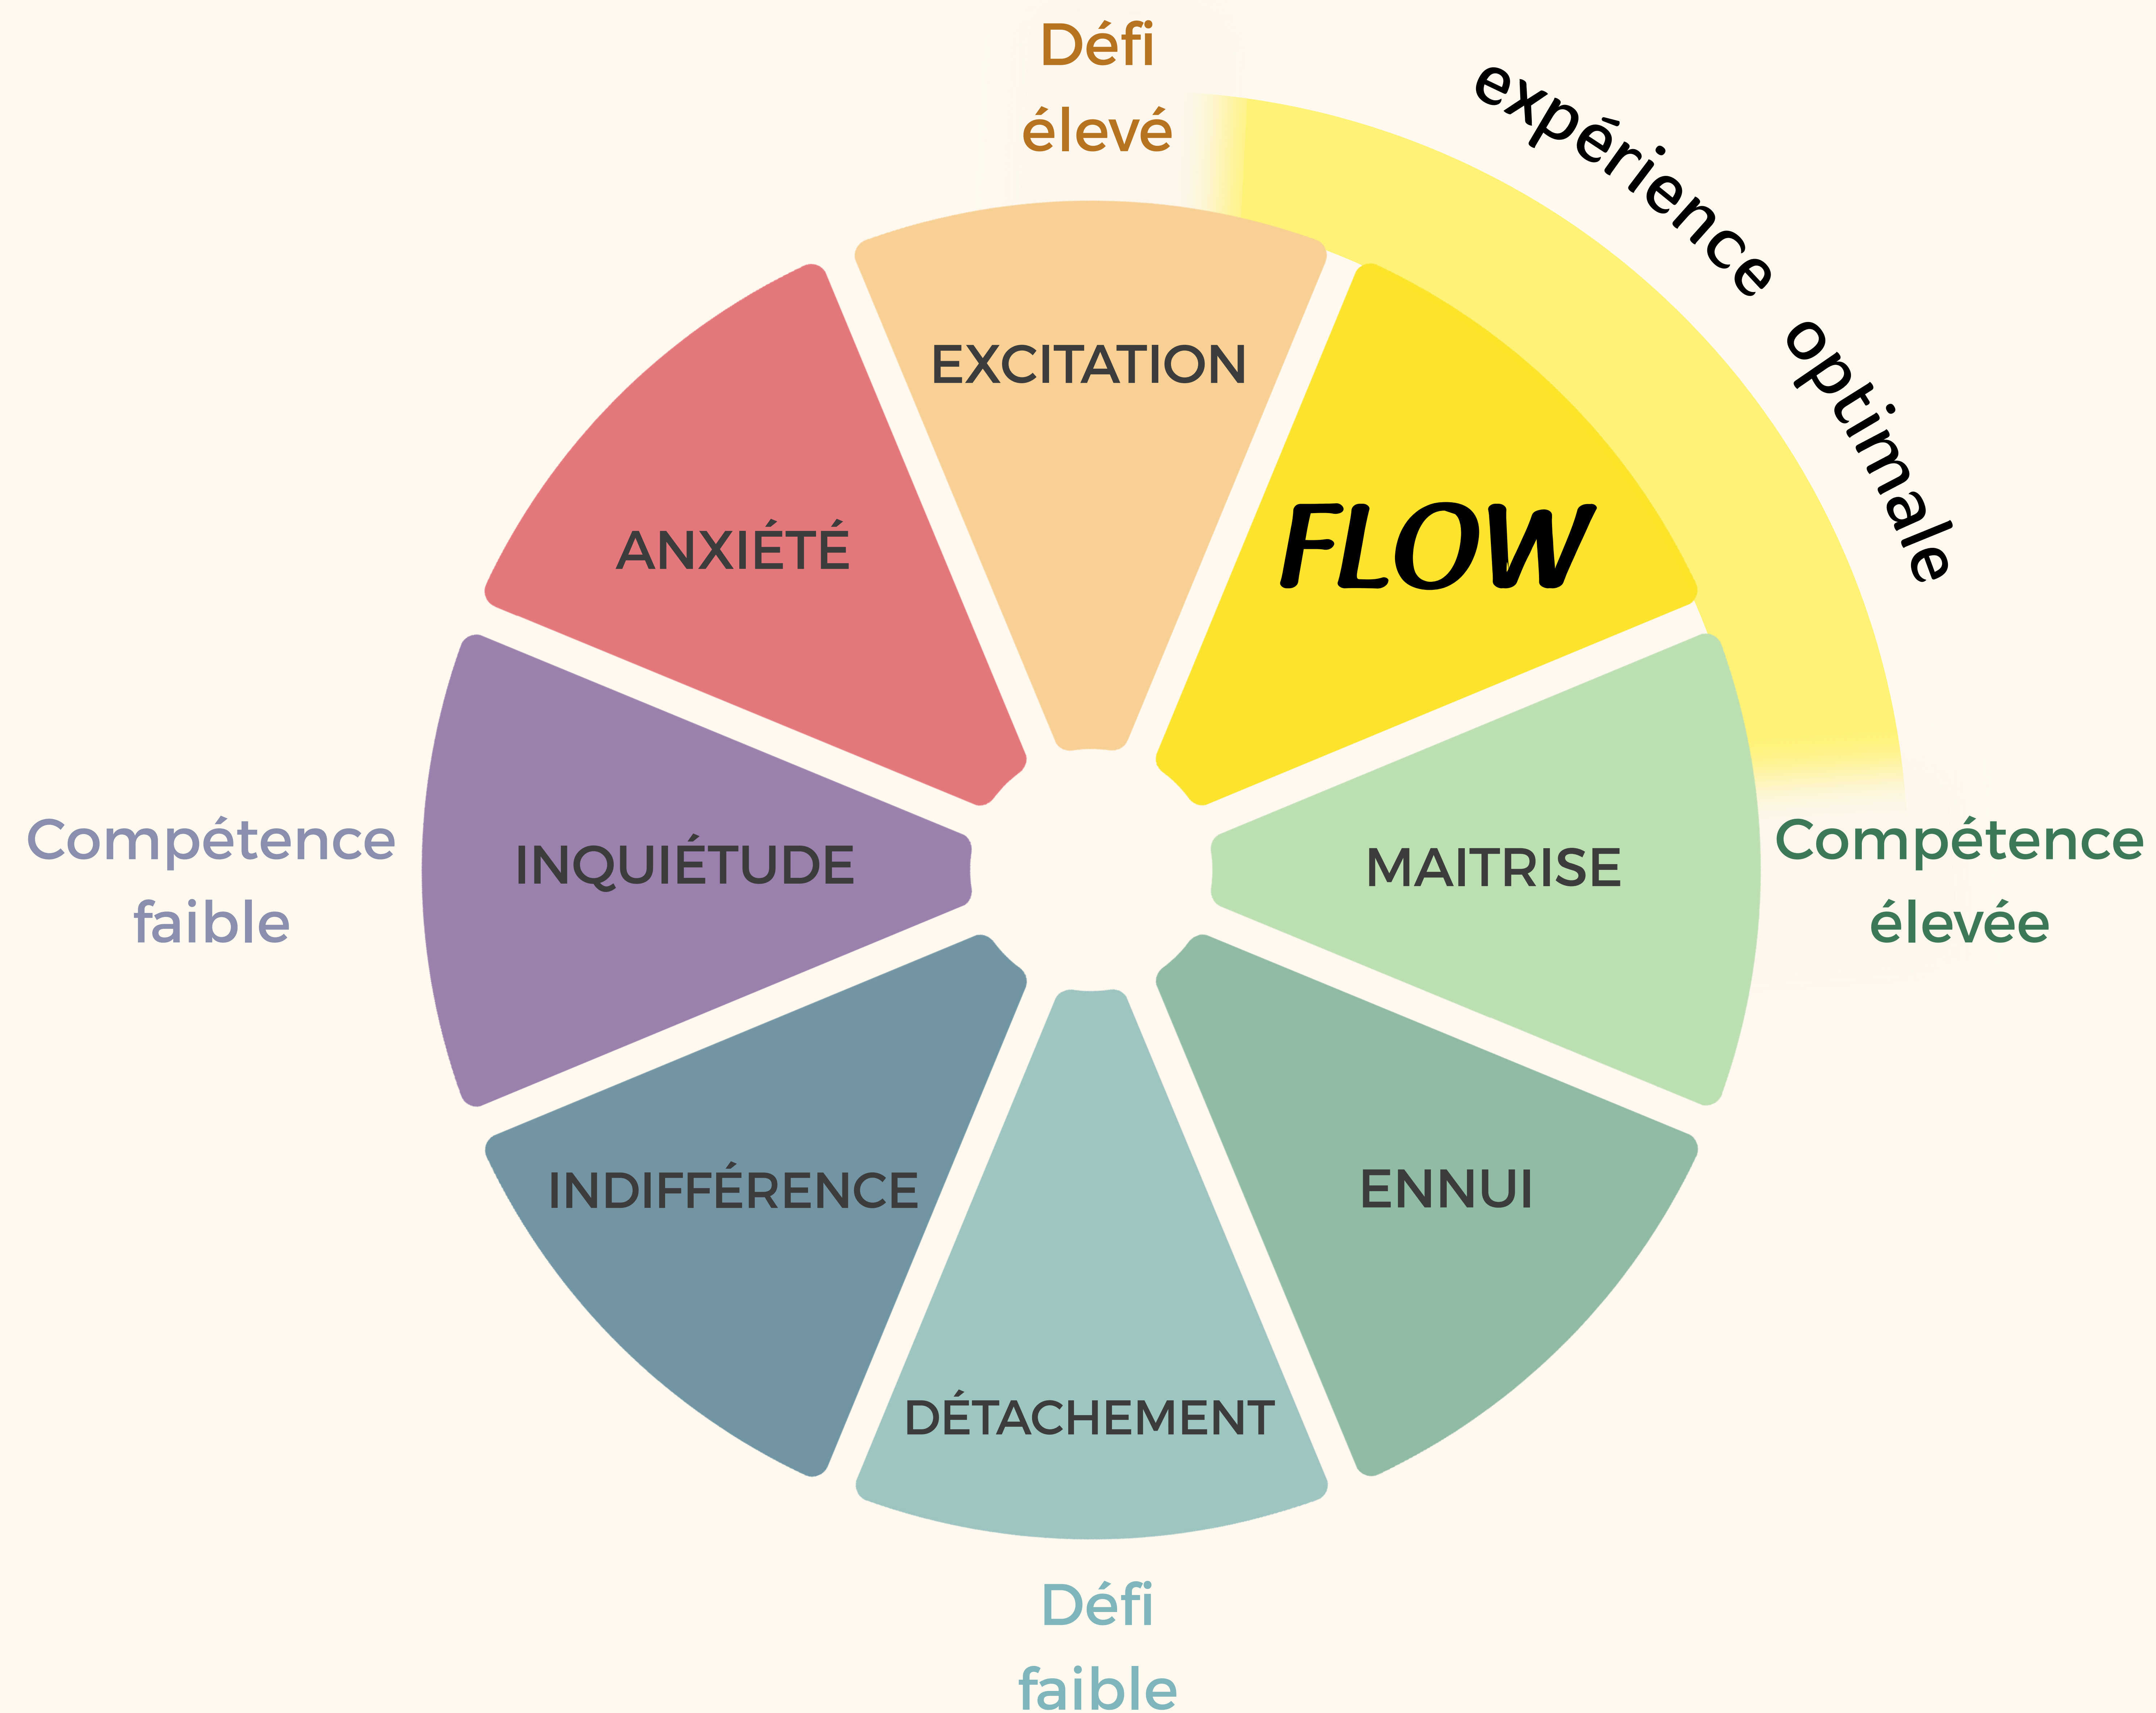 Défi
élevé
expérience optimale
EXCITATION
FLOW
ANXIÉTÉ
Compétence
faible
INQUIÉTUDE
MAITRISE
Compétence
élevée
INDIFFÉRENCE
ENNUI
DÉTACHEMENT
Défi
faible